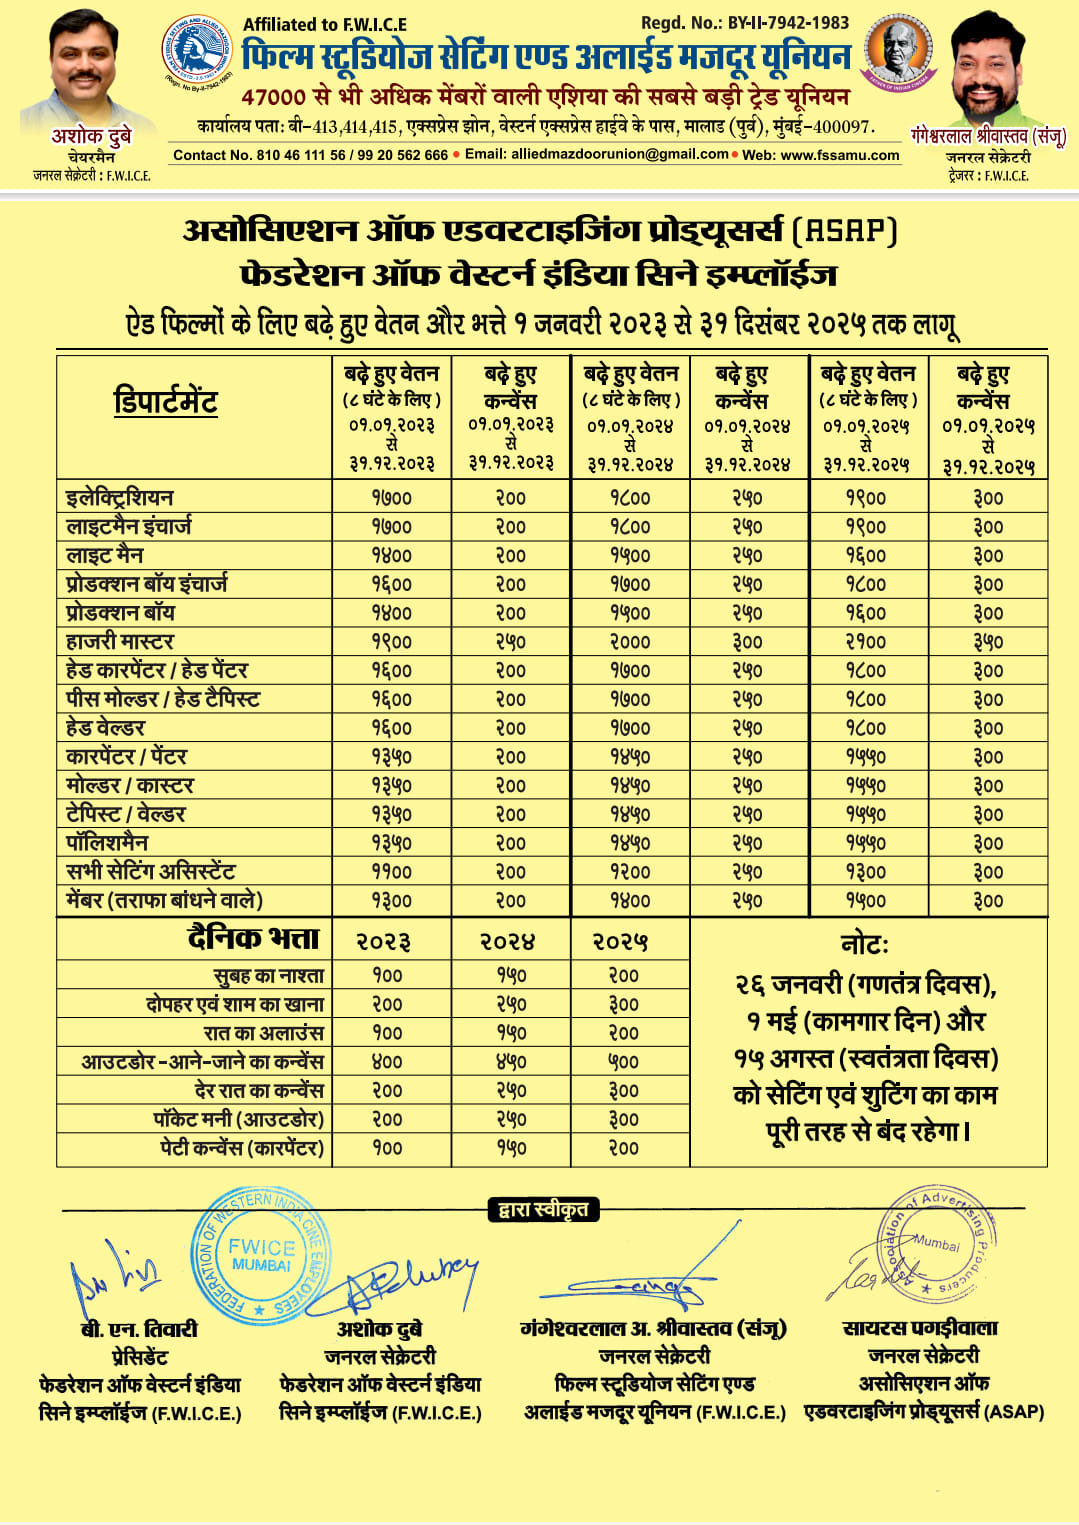 Affiliated to F.W.I.C.E
Regd. No.: BY-II-7942-1983
फिल्म स्टूडियोज सेटिंग एण्ड अलाईड मजदूर यूनियन
47000 से भी अधिक मेंबरों वाली एशिया की सबसे बड़ी ट्रेड यूनियन
कार्यालय पता: बी-413,414,415, एक्सप्रेस झोन, वेस्टर्न एक्सप्रेस हाईवे के पास, मालाड (पुर्व), मुंबई-400097.
Contact No. 810 46 111 56 / 99 20 562 666 • Email: alliedmazdoorunion@gmail.com • Web: www.fssamu.com
अशोक दुबे
चेयरमैन
जनरल सेक्रेटरी : F.W.I.C.E.
(Regd. No By-II-7942-1983)
FATHER OF INDIAN CINEMA
गंगेश्वरलाल श्रीवास्तव (संजू)
जनरल सेक्रेटरी
ट्रेजरर : F.W.I.C.E.
असोसिएशन ऑफ एडवरटाइजिंग प्रोड्यूसर्स (ASAP)
फेडरेशन ऑफ वेस्टर्न इंडिया सिने इम्प्लॉईज
ऐड फिल्मों के लिए बढ़े हुए वेतन और भत्ते १ जनवरी २०२३ से ३१ दिसंबर २०२५ तक लागू
डिपार्टमेंट
बढ़े हुए वेतन (८ घंटे के लिए ) ०१.०१.२०२३ से ३१.१२.२०२३
बढ़े हुए कन्वेंस ०१.०१.२०२३ से ३१.१२.२०२३
बढ़े हुए वेतन (८ घंटे के लिए ) ०१.०१.२०२४ से ३१.१२.२०२४
बढ़े हुए कन्वेंस ०१.०१.२०२४ से ३१.१२.२०२४
बढ़े हुए वेतन (८ घंटे के लिए ) ०१.०१.२०२५ से ३१.१२.२०२५
बढ़े हुए कन्वेंस ०१.०१.२०२५ से ३१.१२.२०२५
इलेक्ट्रिशियन १७०० २०० १८०० २५० १९०० ३००
लाइटमैन इंचार्ज १७०० २०० १८०० २५० १९०० ३००
लाइट मैन १४०० २०० १५०० २५० १६०० ३००
प्रोडक्शन बॉय इंचार्ज १६०० २०० १७०० २५० १८०० ३००
प्रोडक्शन बॉय १४०० २०० १५०० २५० १६०० ३००
हाजरी मास्टर १९०० २५० २००० ३०० २१०० ३५०
हेड कारपेंटर / हेड पेंटर १६०० २०० १७०० २५० १८०० ३००
पीस मोल्डर / हेड टैपिस्ट १६०० २०० १७०० २५० १८०० ३००
हेड वेल्डर १६०० २०० १७०० २५० १८०० ३००
कारपेंटर / पेंटर १३५० २०० १४५० २५० १५५० ३००
मोल्डर / कास्टर १३५० २०० १४५० २५० १५५० ३००
टेपिस्ट / वेल्डर १३५० २०० १४५० २५० १५५० ३००
पॉलिशमैन १३५० २०० १४५० २५० १५५० ३००
सभी सेटिंग असिस्टेंट ११०० २०० १२०० २५० १३०० ३००
मेंबर (तराफा बांधने वाले) १३०० २०० १४०० २५० १५०० ३००
दैनिक भत्ता २०२३ २०२४ २०२५
सुबह का नाश्ता १०० १५० २००
दोपहर एवं शाम का खाना २०० २५० ३००
रात का अलाउंस १०० १५० २००
आउटडोर -आने-जाने का कन्वेंस ४०० ४५० ५००
देर रात का कन्वेंस २०० २५० ३००
पॉकेट मनी (आउटडोर) २०० २५० ३००
पेटी कन्वेंस (कारपेंटर) १०० १५० २००
नोटः
२६ जनवरी (गणतंत्र दिवस),
१ मई (कामगार दिन) और
१५ अगस्त (स्वतंत्रता दिवस)
को सेटिंग एवं शुटिंग का काम
पूरी तरह से बंद रहेगा।
द्वारा स्वीकृत
FEDERATION OF WESTERN INDIA CINE EMPLOYEES
FWICE
MUMBAI
Association of Advertising Producers
Mumbai
बी. एन. तिवारी
प्रेसिडेंट
फेडरेशन ऑफ वेस्टर्न इंडिया
सिने इम्प्लॉईज (F.W.I.C.E.)
अशोक दुबे
जनरल सेक्रेटरी
फेडरेशन ऑफ वेस्टर्न इंडिया
सिने इम्प्लॉईज (F.W.I.C.E.)
गंगेश्वरलाल अ. श्रीवास्तव (संजू)
जनरल सेक्रेटरी
फिल्म स्टूडियोज सेटिंग एण्ड
अलाईड मजदूर यूनियन (F.W.I.C.E.)
सायरस पगड़ीवाला
जनरल सेक्रेटरी
असोसिएशन ऑफ
एडवरटाइजिंग प्रोड्यूसर्स (ASAP)